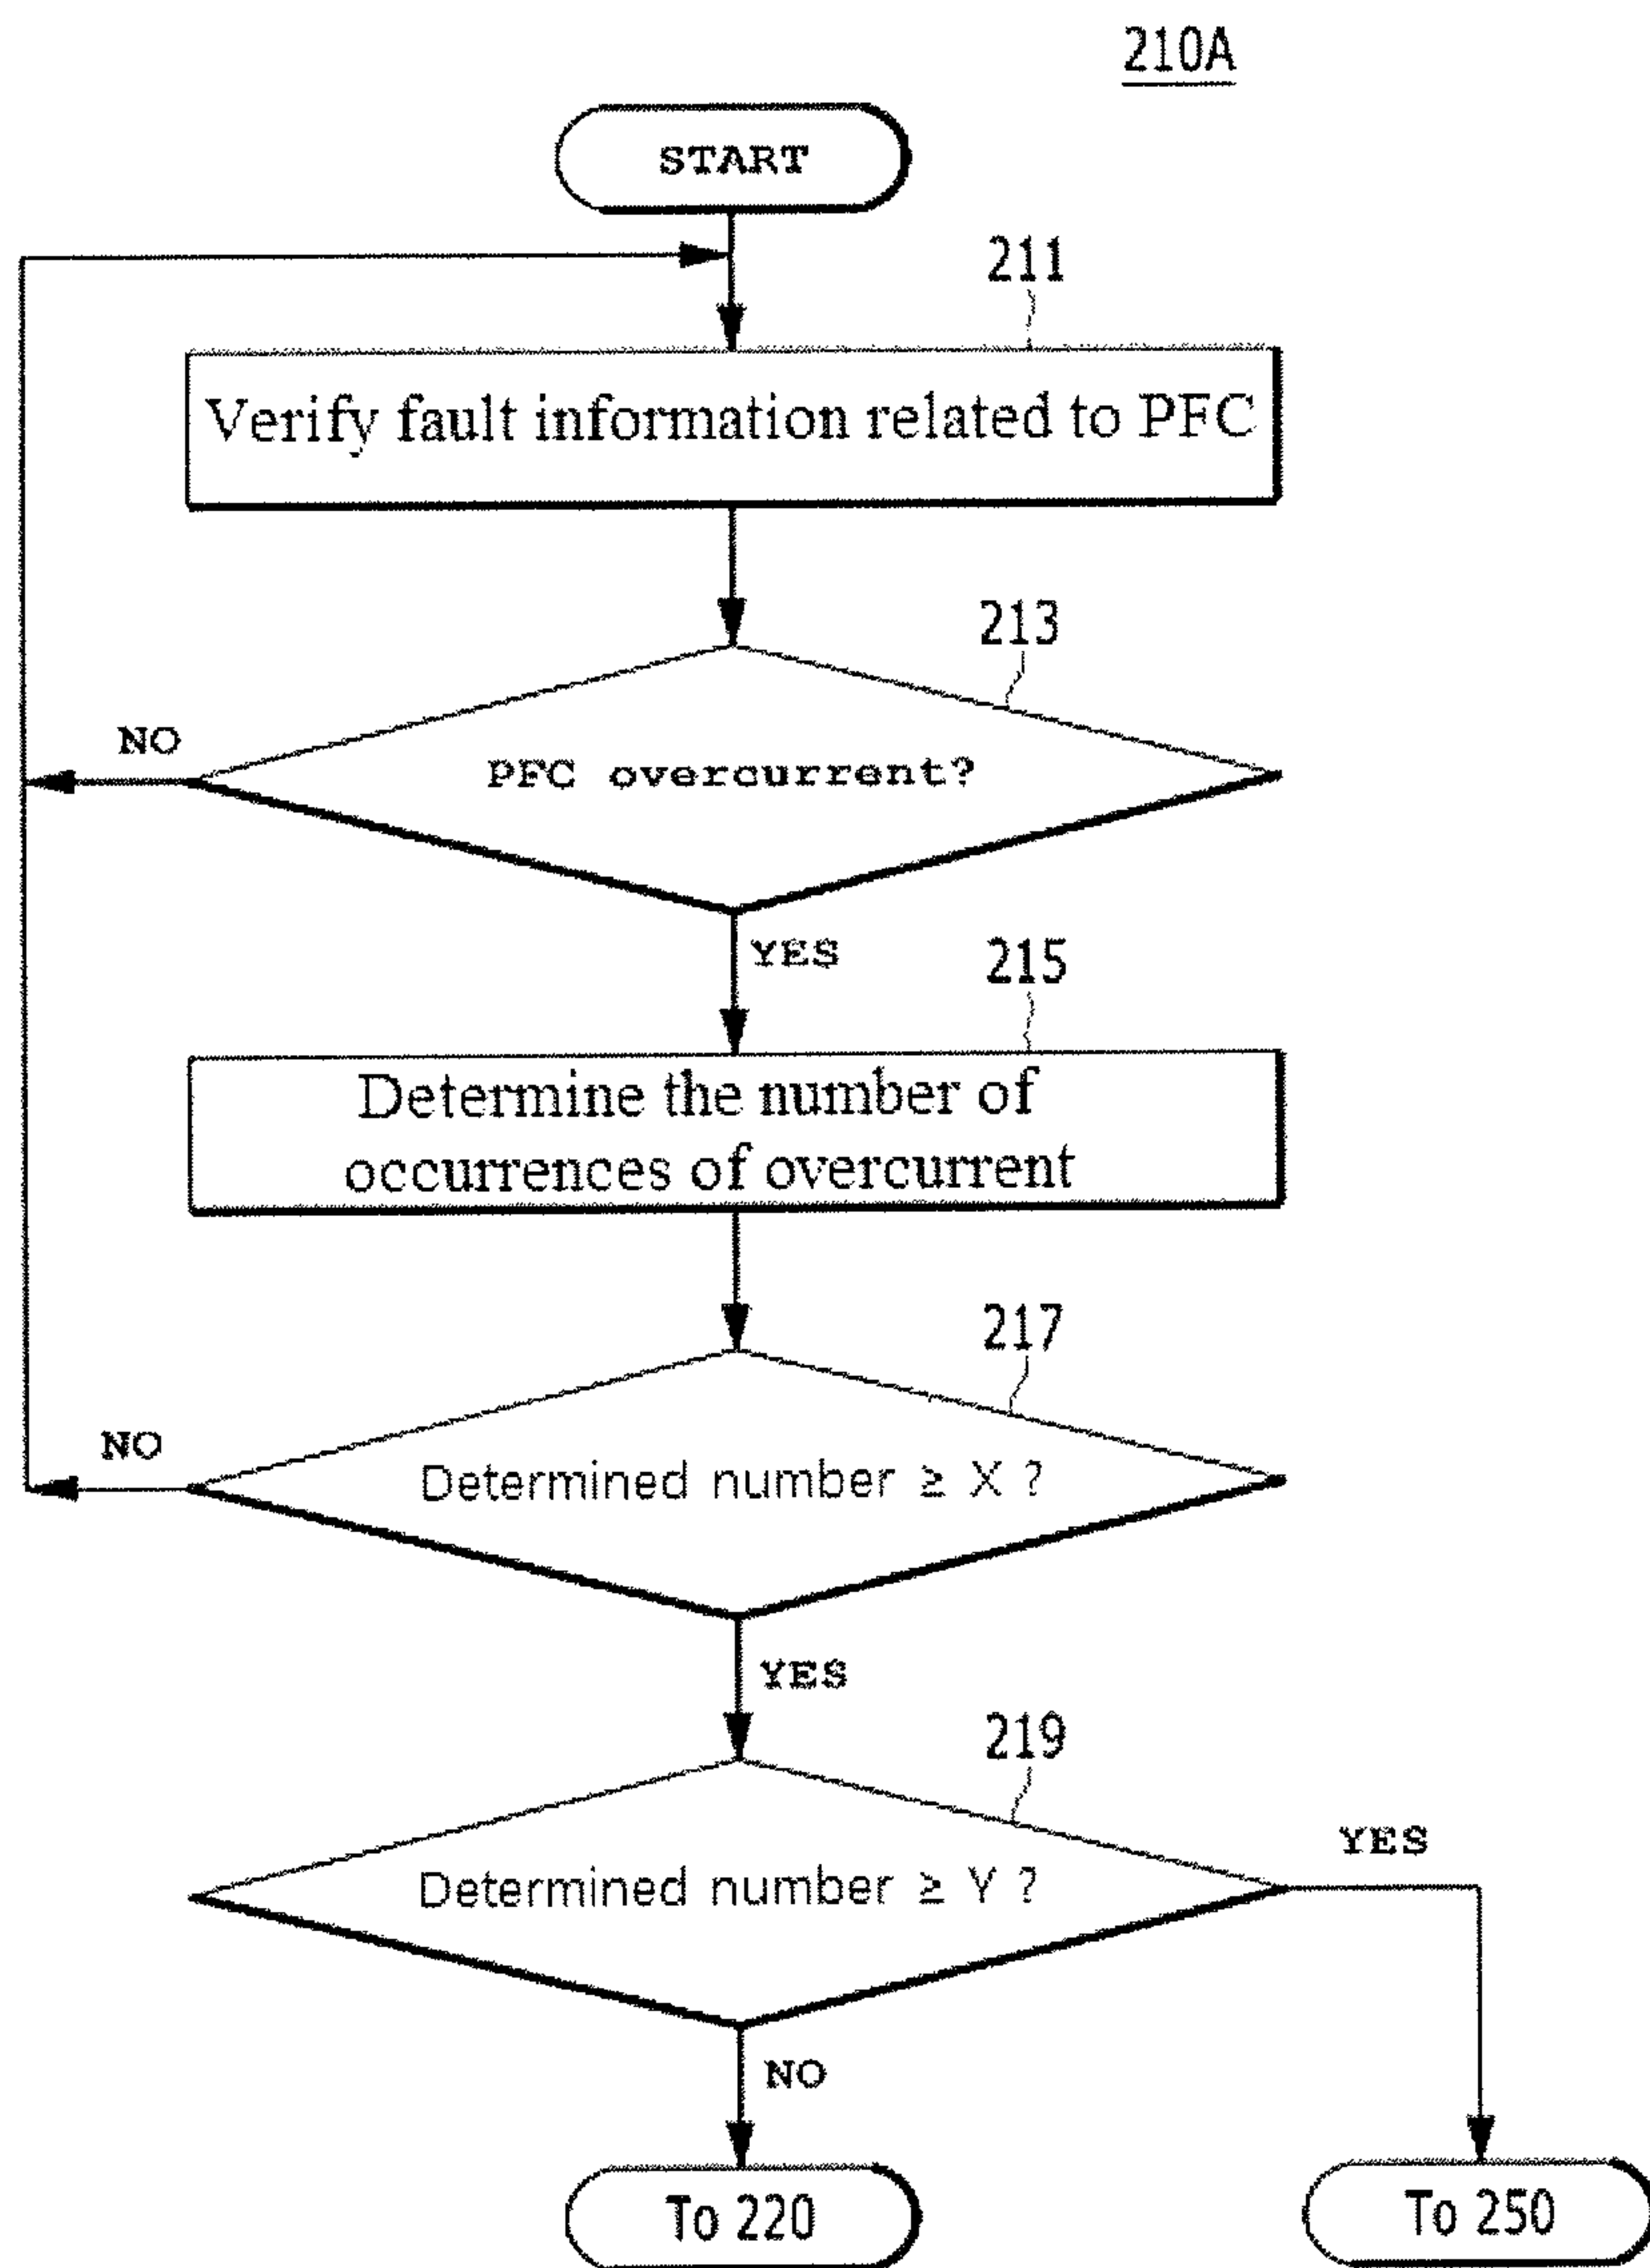 210A
START
211
Verify fault information related to PFC
213
NO
PFC overcurrent?
YES
215
Determine the number of
occurrences of overcurrent
217
NO
Determined number ≥ X ?
YES
219
YES
Determined number ≥ Y ?
NO
To 220
To 250